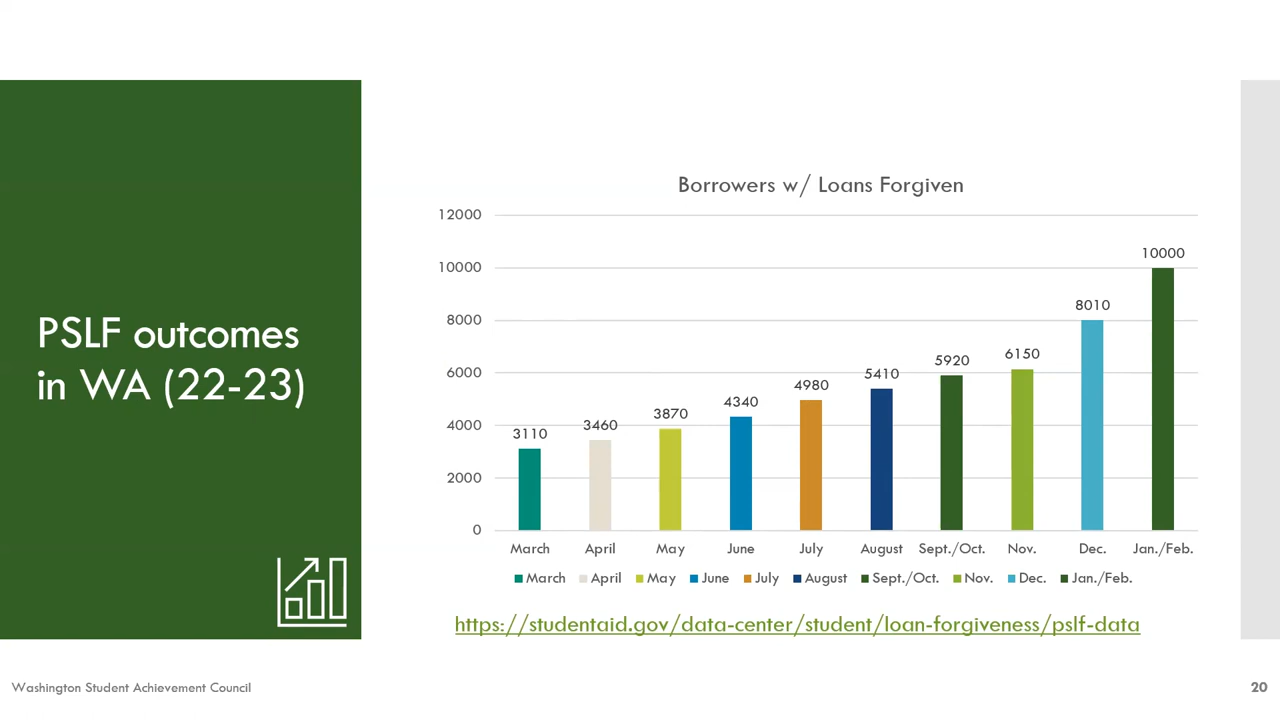 PSLF outcomes
in WA (22-23)
Borrowers w/ Loans Forgiven
12000
10000
8000
6000
4000
2000
0
3110
3460
3870
4340
4980
5410
5920
6150
8010
10000
March April May June July August Sept./Oct. Nov. Dec. Jan./Feb.
March April May June July August Sept./Oct. Nov. Dec. Jan./Feb.
https://studentaid.gov/data-center/student/loan-forgiveness/pslf-data
Washington Student Achievement Council
20